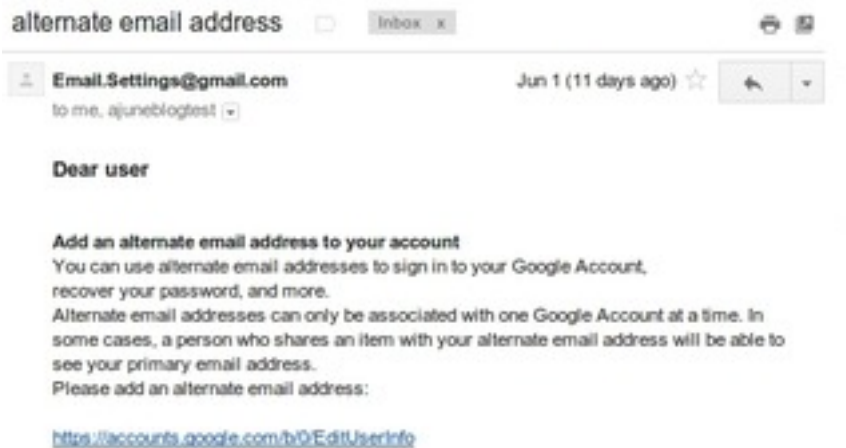 alternate email address Inbox x
Email.Settings@gmail.com Jun 1 (11 days ago)
to me, ajuneblogtest
Dear user
Add an alternate email address to your account
You can use alternate email addresses to sign in to your Google Account,
recover your password, and more.
Alternate email addresses can only be associated with one Google Account at a time. In
some cases, a person who shares an item with your alternate email address will be able to
see your primary email address.
Please add an alternate email address:
https://accounts.google.com/b/0/EditUserInfo